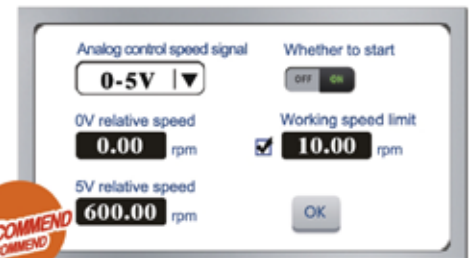 Analog control speed signal
0-5V
Whether to start
OFF ON
0V relative speed
0.00 rpm
Working speed limit
10.00 rpm
5V relative speed
600.00 rpm
OK
COMMEND
COMMEND